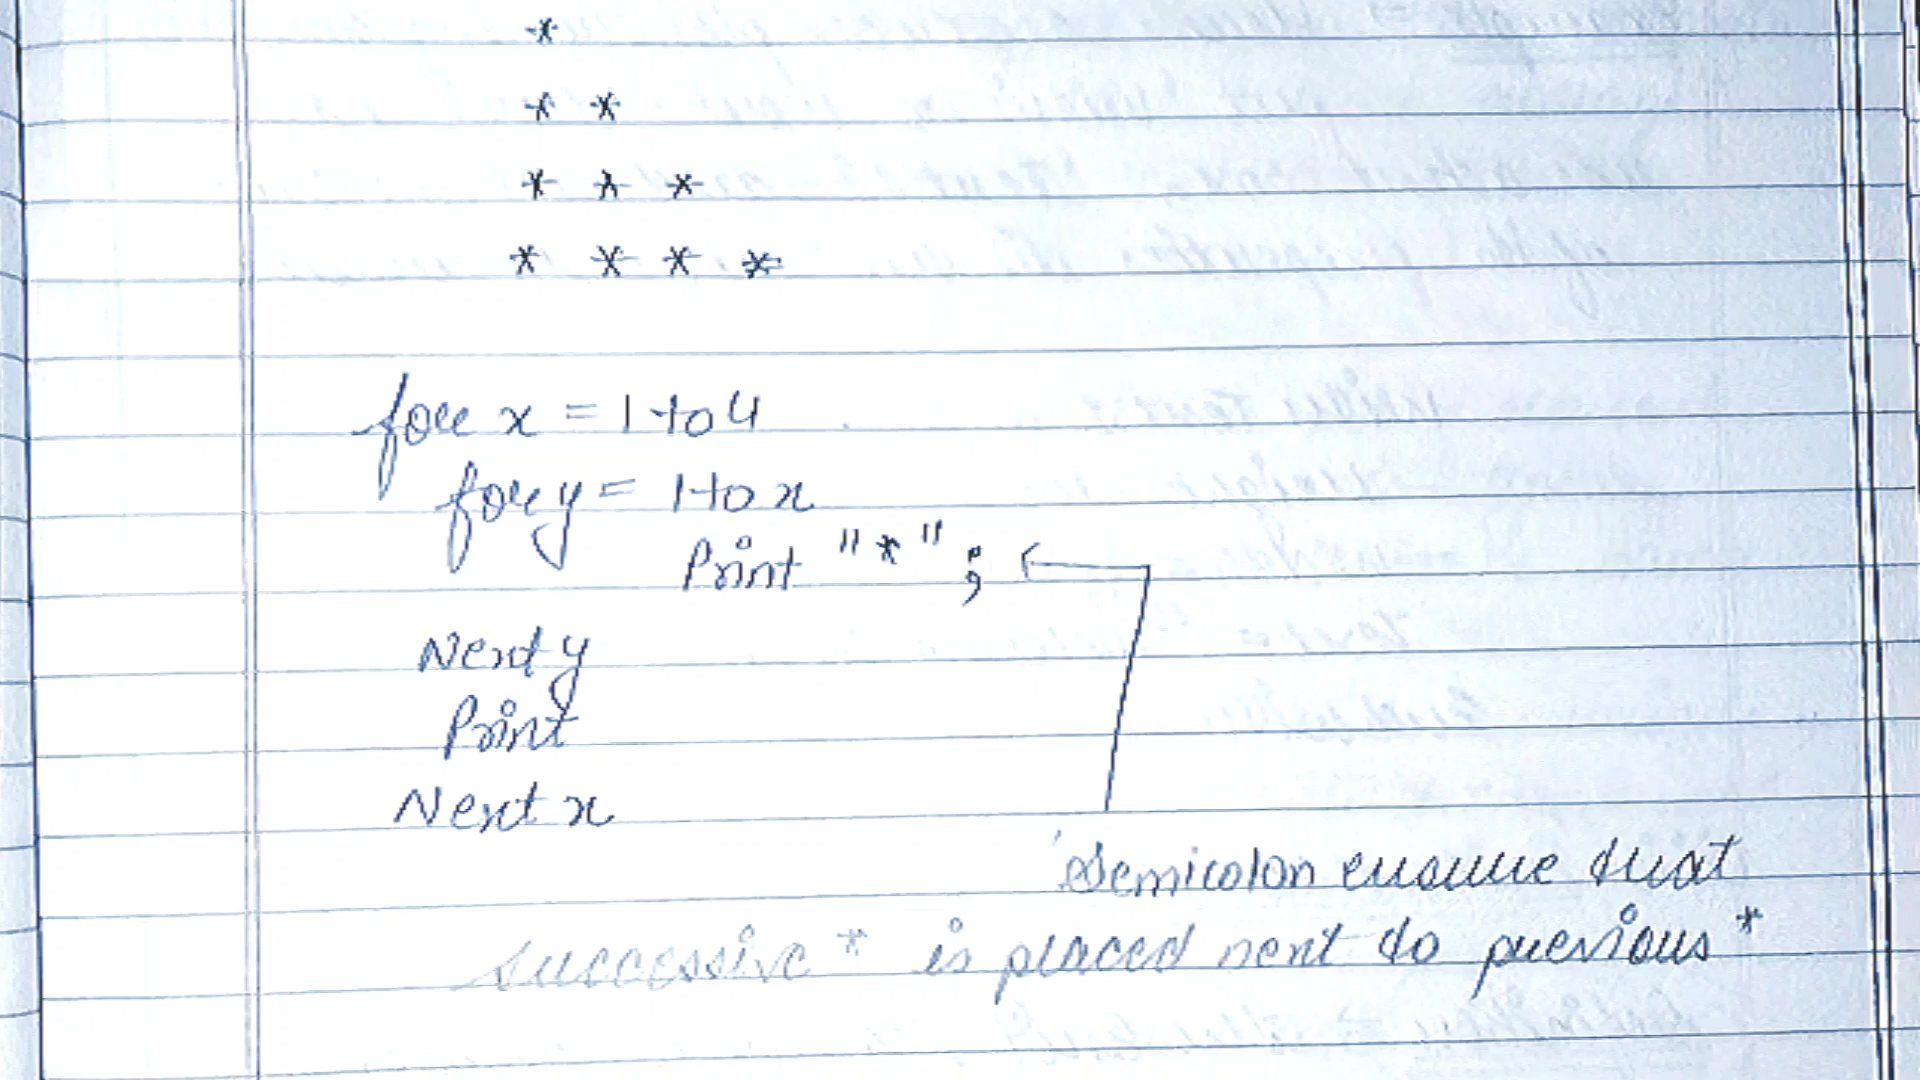 *
* *
* * *
* * * *
for x = 1 to 4
for y = 1 to x
Print "*" ;
Next y
Print
Next x
Semicolon ensure that
successive * is placed next to previous *